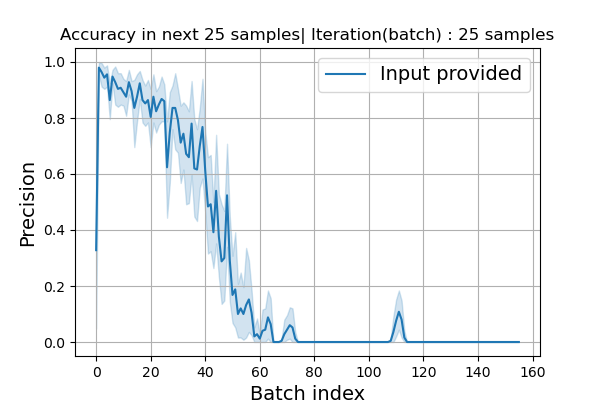 Accuracy in next 25 samples| Iteration(batch) : 25 samples
Input provided
Precision
1.0
0.8
0.6
0.4
0.2
0.0
0 20 40 60 80 100 120 140 160
Batch index